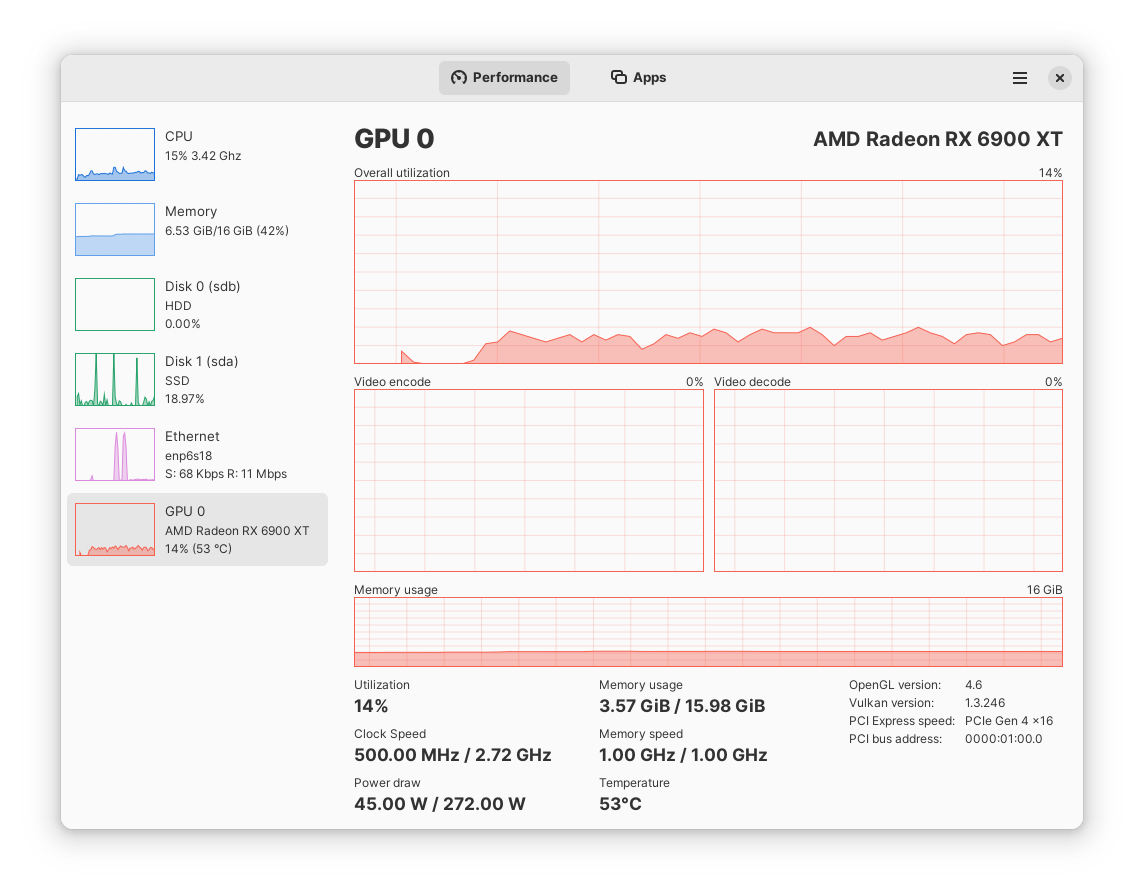 Performance
Apps
CPU
15% 3.42 Ghz
Memory
6.53 GiB/16 GiB (42%)
Disk 0 (sdb)
HDD
0.00%
Disk 1 (sda)
SSD
18.97%
Ethernet
enp6s18
S: 68 Kbps R: 11 Mbps
GPU 0
AMD Radeon RX 6900 XT
14% (53 °C)
GPU 0
AMD Radeon RX 6900 XT
Overall utilization
14%
Video encode
0%
Video decode
0%
Memory usage
16 GiB
Utilization
14%
Clock Speed
500.00 MHz / 2.72 GHz
Power draw
45.00 W / 272.00 W
Memory usage
3.57 GiB / 15.98 GiB
Memory speed
1.00 GHz / 1.00 GHz
Temperature
53°C
OpenGL version: 4.6
Vulkan version: 1.3.246
PCI Express speed: PCIe Gen 4 ×16
PCI bus address: 0000:01:00.0